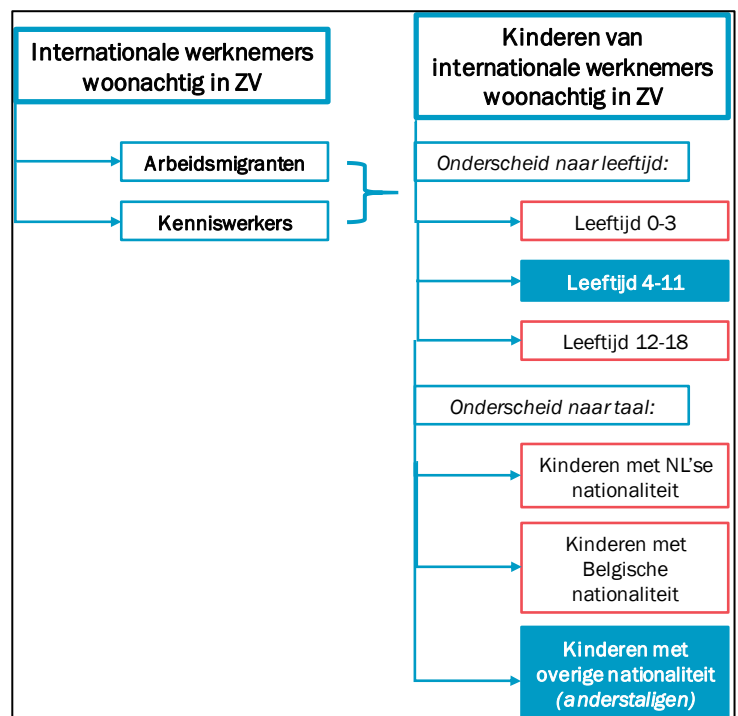 Internationale werknemers
woonachtig in ZV
Arbeidsmigranten
Kenniswerkers
Kinderen van
internationale werknemers
woonachtig in ZV
Onderscheid naar leeftijd:
Leeftijd 0-3
Leeftijd 4-11
Leeftijd 12-18
Onderscheid naar taal:
Kinderen met NL'se
nationaliteit
Kinderen met
Belgische
nationaliteit
Kinderen met
overige nationaliteit
(anderstaligen)